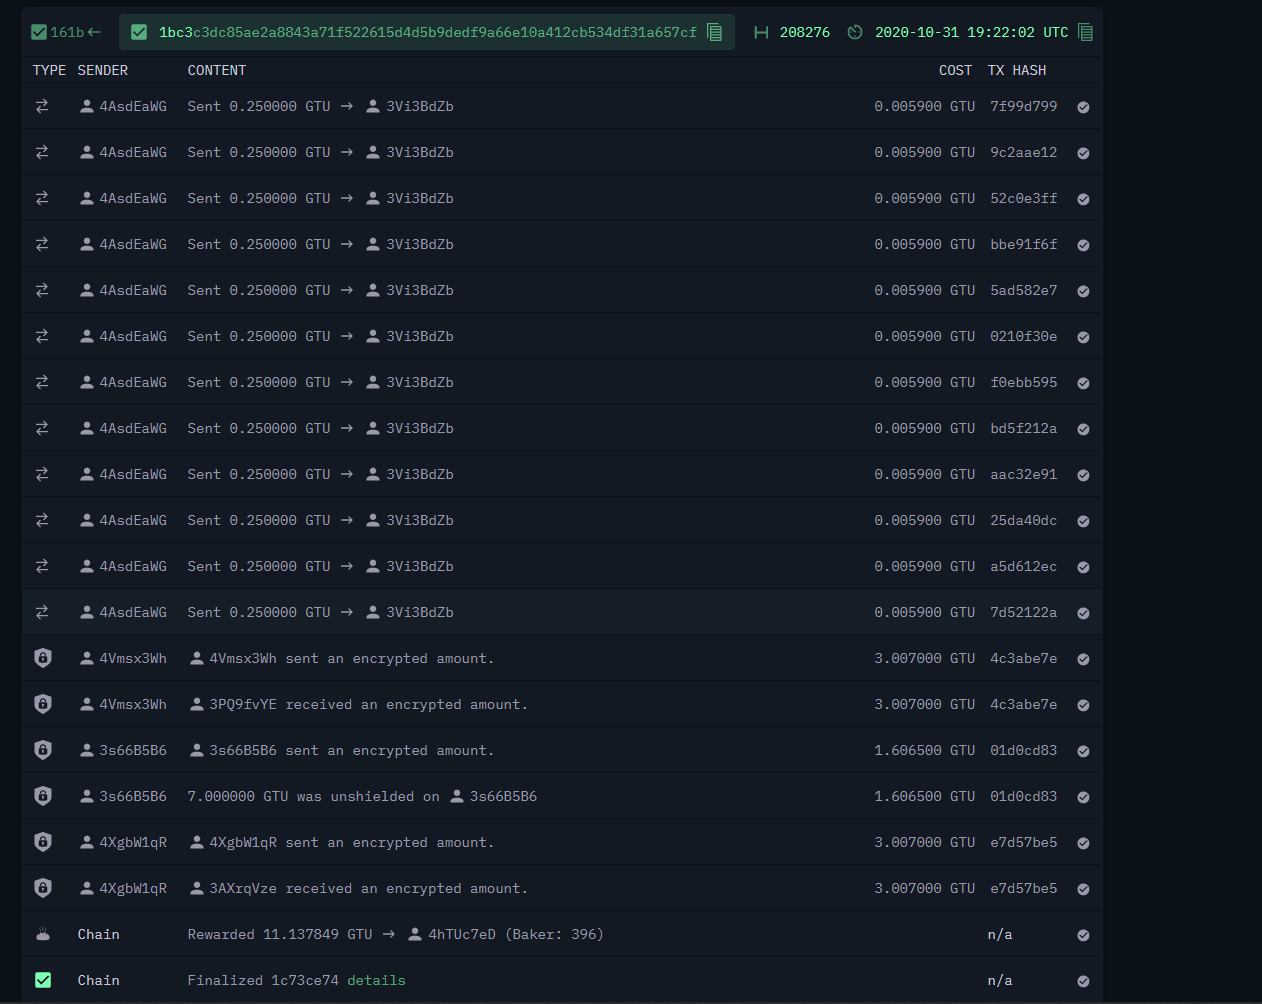 161b← 1bc3c3dc85ae2a8843a71f522615d4d5b9dedf9a66e10a412cb534df31a657cf 208276 2020-10-31 19:22:02 UTC
TYPE SENDER CONTENT COST TX HASH
4AsdEaWG Sent 0.250000 GTU → 3Vi3BdZb 0.005900 GTU 7f99d799
4AsdEaWG Sent 0.250000 GTU → 3Vi3BdZb 0.005900 GTU 9c2aae12
4AsdEaWG Sent 0.250000 GTU → 3Vi3BdZb 0.005900 GTU 52c0e3ff
4AsdEaWG Sent 0.250000 GTU → 3Vi3BdZb 0.005900 GTU bbe91f6f
4AsdEaWG Sent 0.250000 GTU → 3Vi3BdZb 0.005900 GTU 5ad582e7
4AsdEaWG Sent 0.250000 GTU → 3Vi3BdZb 0.005900 GTU 0210f30e
4AsdEaWG Sent 0.250000 GTU → 3Vi3BdZb 0.005900 GTU f0ebb595
4AsdEaWG Sent 0.250000 GTU → 3Vi3BdZb 0.005900 GTU bd5f212a
4AsdEaWG Sent 0.250000 GTU → 3Vi3BdZb 0.005900 GTU aac32e91
4AsdEaWG Sent 0.250000 GTU → 3Vi3BdZb 0.005900 GTU 25da40dc
4AsdEaWG Sent 0.250000 GTU → 3Vi3BdZb 0.005900 GTU a5d612ec
4AsdEaWG Sent 0.250000 GTU → 3Vi3BdZb 0.005900 GTU 7d52122a
4Vmsx3Wh 4Vmsx3Wh sent an encrypted amount. 3.007000 GTU 4c3abe7e
4Vmsx3Wh 3PQ9fvYE received an encrypted amount. 3.007000 GTU 4c3abe7e
3s66B5B6 3s66B5B6 sent an encrypted amount. 1.606500 GTU 01d0cd83
3s66B5B6 7.000000 GTU was unshielded on 3s66B5B6 1.606500 GTU 01d0cd83
4XgbW1qR 4XgbW1qR sent an encrypted amount. 3.007000 GTU e7d57be5
4XgbW1qR 3AXrqVze received an encrypted amount. 3.007000 GTU e7d57be5
Chain Rewarded 11.137849 GTU → 4hTUc7eD (Baker: 396) n/a
Chain Finalized 1c73ce74 details n/a